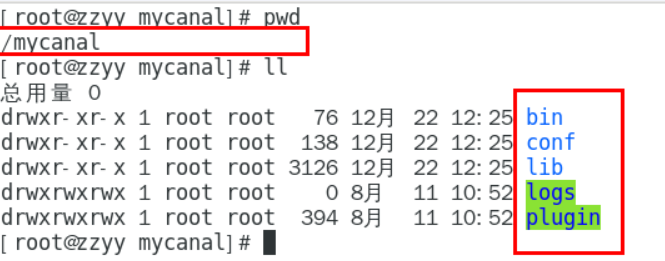 [root@zzyy mycanal]# pwd
/mycanal
[root@zzyy mycanal]# ll
总用量 0
drwxr-xr-x 1 root root 76 12月 22 12:25 bin
drwxr-xr-x 1 root root 138 12月 22 12:25 conf
drwxr-xr-x 1 root root 3126 12月 22 12:25 lib
drwxrwxrwx 1 root root 0 8月 11 10:52 logs
drwxrwxrwx 1 root root 394 8月 11 10:52 plugin
[root@zzyy mycanal]#